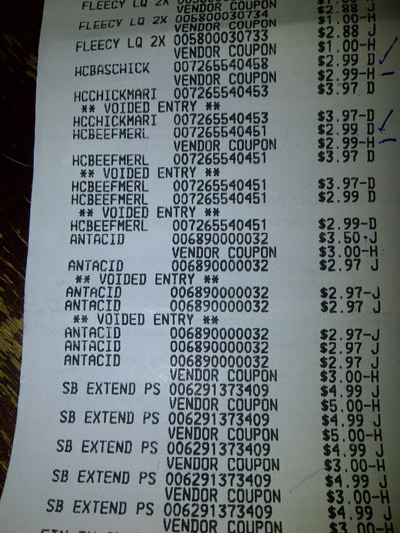 FLEECY LQ 2X
VENDOR COUPON $2.88 J
FLEECY LQ 2X 005800030734 $1.00-H
VENDOR COUPON $2.88 J
FLEECY LQ 2X 005800030733 $1.00-H
VENDOR COUPON $2.99 D
HCBASCHICK 007265540458 $2.99-H
HCCHICKMARI 007265540453 $3.97 D
** VOIDED ENTRY **
HCCHICKMARI 007265540453 $3.97-D
HCBEEFMERL 007265540451 $2.99 D
VENDOR COUPON $2.99-H
HCBEEFMERL 007265540451 $3.97 D
** VOIDED ENTRY **
HCBEEFMERL 007265540451 $3.97-D
HCBEEFMERL 007265540451 $2.99 D
** VOIDED ENTRY **
HCBEEFMERL 007265540451 $2.99-D
ANTACID 006890000032 $3.50-J
VENDOR COUPON $3.00-H
ANTACID 006890000032 $2.97 J
** VOIDED ENTRY **
ANTACID 006890000032 $2.97-J
ANTACID 006890000032 $2.97 J
** VOIDED ENTRY **
ANTACID 006890000032 $2.97-J
ANTACID 006890000032 $2.97 J
ANTACID 006890000032 $2.97 J
VENDOR COUPON $3.00-H
SB EXTEND PS 006291373409 $4.99 J
VENDOR COUPON $5.00-H
SB EXTEND PS 006291373409 $4.99 J
VENDOR COUPON $5.00-H
SB EXTEND PS 006291373409 $4.99 J
VENDOR COUPON $3.00-H
SB EXTEND PS 006291373409 $4.99 J
VENDOR COUPON $3.00-H
SB EXTEND PS 006291373409 $4.99 J
VENDOR COUPON $3.00-H